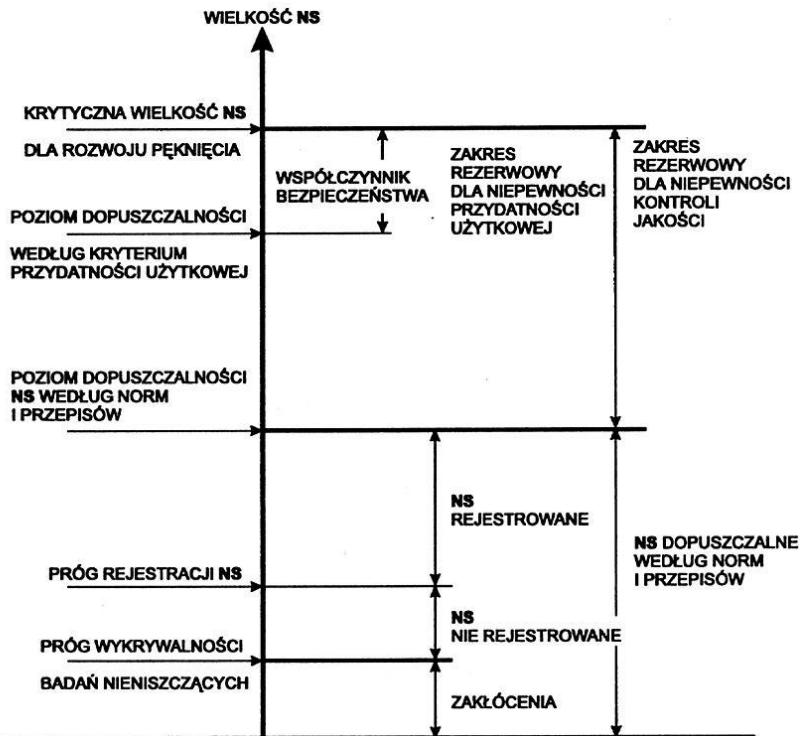 WIELKOŚĆ NS
KRYTYCZNA WIELKOŚĆ NS
DLA ROZWOJU PĘKNIĘCIA
WSPÓŁCZYNNIK
BEZPIECZEŃSTWA
ZAKRES
REZERWOWY
DLA NIEPEWNOŚCI
PRZYDATNOŚCI
UŻYTKOWEJ
ZAKRES
REZERWOWY
DLA NIEPEWNOŚCI
KONTROLI
JAKOŚCI
POZIOM DOPUSZCZALNOŚCI
WEDŁUG KRYTERIUM
PRZYDATNOŚCI UŻYTKOWEJ
POZIOM DOPUSZCZALNOŚCI
NS WEDŁUG NORM
I PRZEPISÓW
NS
REJESTROWANE
NS DOPUSZCZALNE
WEDŁUG NORM
I PRZEPISÓW
PRÓG REJESTRACJI NS
NS
NIE REJESTROWANE
PRÓG WYKRYWALNOŚCI
BADAŃ NIENISZCZĄCYCH
ZAKŁÓCENIA